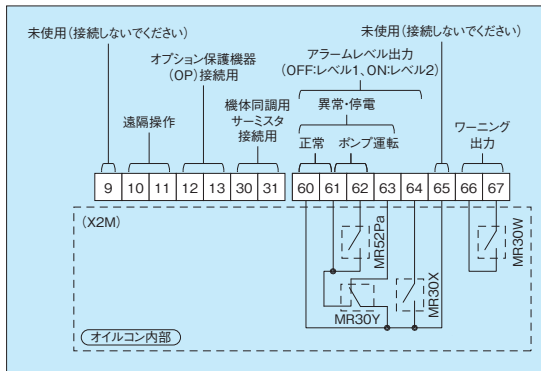 未使用(接続しないでください)
未使用(接続しないでください)
オプション保護機器
(OP)接続用
アラームレベル出力
(OFF:レベル1、ON:レベル2)
遠隔操作
機体同調用
サーミスタ
接続用
異常・停電
正常
ポンプ運転
ワーニング
出力
9 10 11 12 13 30 31 60 61 62 63 64 65 66 67
(X2M)
MR52Pa
MR30Y
MR30X
MR30W
オイルコン内部